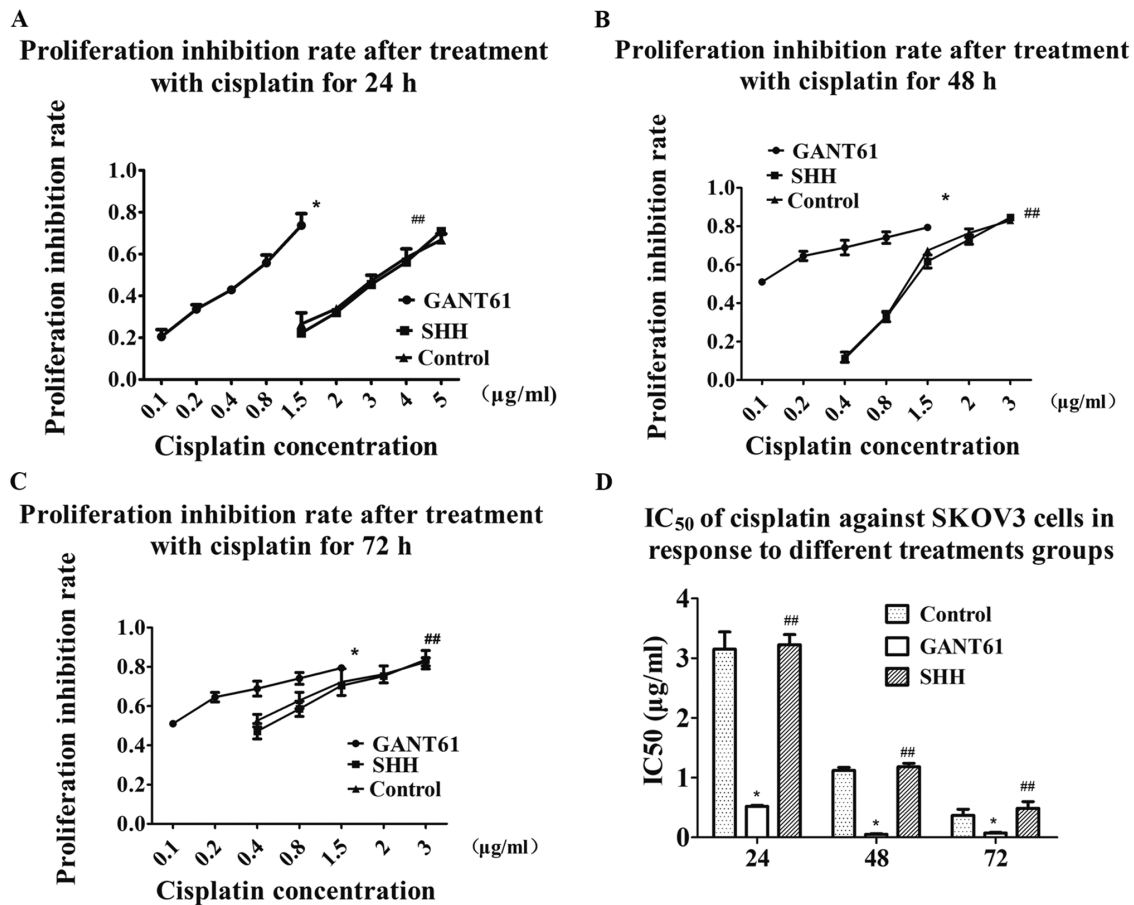 A
Proliferation inhibition rate after treatment
with cisplatin for 24 h
Proliferation inhibition rate
1.0
0.8
0.6
0.4
0.2
0.0
*
##
GANT61
SHH
Control
0.1
0.2
0.4
0.8
1.5
2
3
4
5
(μg/ml)
Cisplatin concentration
B
Proliferation inhibition rate after treatment
with cisplatin for 48 h
Proliferation inhibition rate
1.0
0.8
0.6
0.4
0.2
0.0
GANT61
SHH
Control
*
##
0.1
0.2
0.4
0.8
1.5
2
3
(μg/ml)
Cisplatin concentration
C
Proliferation inhibition rate after treatment
with cisplatin for 72 h
Proliferation inhibition rate
1.0
0.8
0.6
0.4
0.2
0.0
*
##
GANT61
SHH
Control
0.1
0.2
0.4
0.8
1.5
2
3
(μg/ml)
Cisplatin concentration
D
IC50 of cisplatin against SKOV3 cells in
response to different treatments groups
IC50 (μg/ml)
4
3
2
1
0
Control
GANT61
SHH
*
##
*
##
*
##
24
48
72